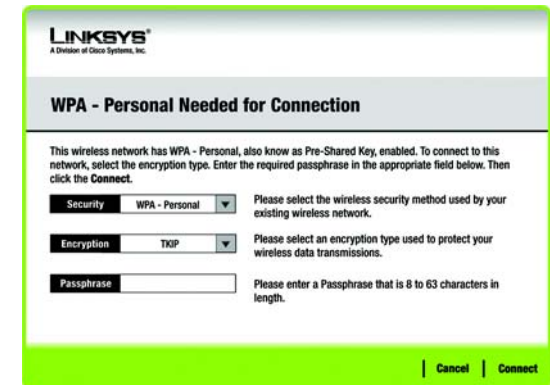 LINKSYS®
A Division of Cisco Systems, Inc.
WPA - Personal Needed for Connection
This wireless network has WPA - Personal, also know as Pre-Shared Key, enabled. To connect to this
network, select the encryption type. Enter the required passphrase in the appropriate field below. Then
click the Connect.
Security WPA - Personal Please select the wireless security method used by your
existing wireless network.
Encryption TKIP Please select an encryption type used to protect your
wireless data transmissions.
Passphrase Please enter a Passphrase that is 8 to 63 characters in
length.
Cancel Connect